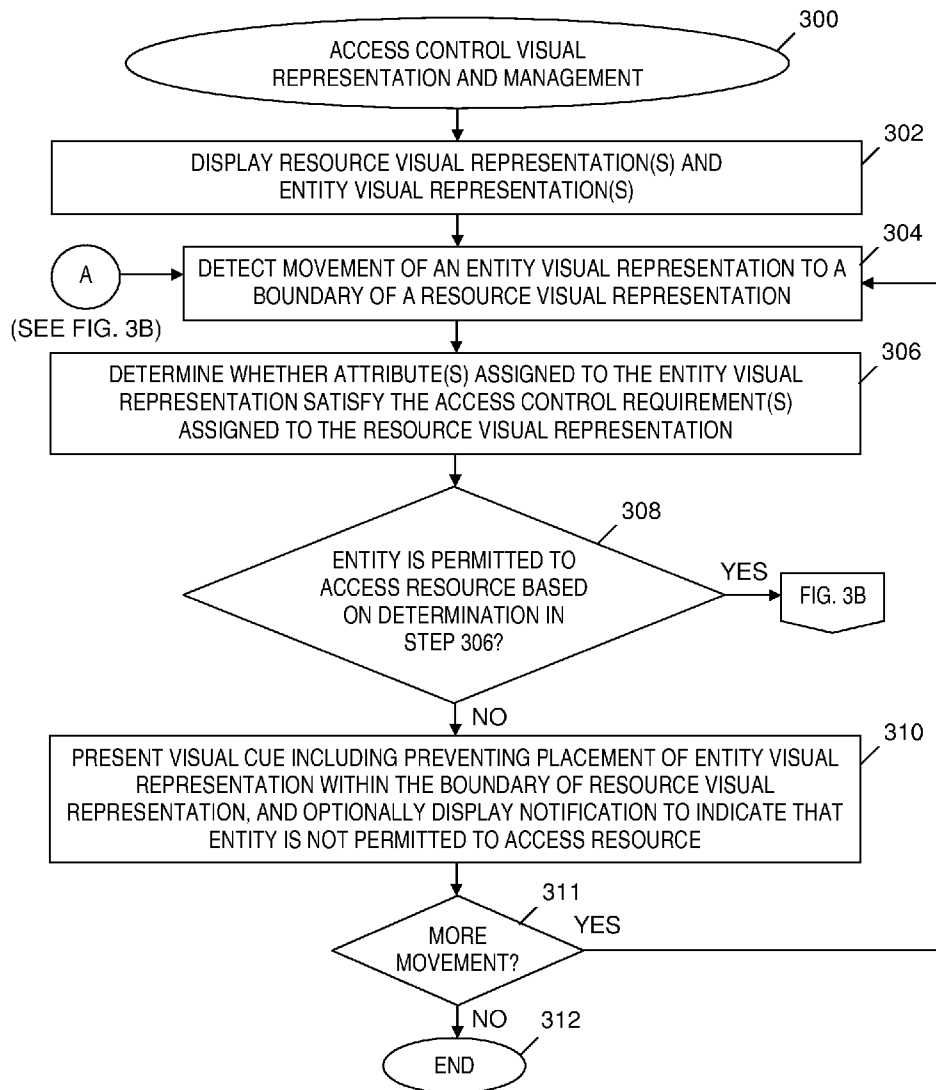 300
ACCESS CONTROL VISUAL
REPRESENTATION AND MANAGEMENT
302
DISPLAY RESOURCE VISUAL REPRESENTATION(S) AND
ENTITY VISUAL REPRESENTATION(S)
304
A
(SEE FIG. 3B)
DETECT MOVEMENT OF AN ENTITY VISUAL REPRESENTATION TO A
BOUNDARY OF A RESOURCE VISUAL REPRESENTATION
306
DETERMINE WHETHER ATTRIBUTE(S) ASSIGNED TO THE ENTITY VISUAL
REPRESENTATION SATISFY THE ACCESS CONTROL REQUIREMENT(S)
ASSIGNED TO THE RESOURCE VISUAL REPRESENTATION
308
ENTITY IS PERMITTED TO
ACCESS RESOURCE BASED
ON DETERMINATION IN
STEP 306?
YES
FIG. 3B
NO
310
PRESENT VISUAL CUE INCLUDING PREVENTING PLACEMENT OF ENTITY VISUAL
REPRESENTATION WITHIN THE BOUNDARY OF RESOURCE VISUAL
REPRESENTATION, AND OPTIONALLY DISPLAY NOTIFICATION TO INDICATE THAT
ENTITY IS NOT PERMITTED TO ACCESS RESOURCE
311
MORE
MOVEMENT?
YES
NO
312
END